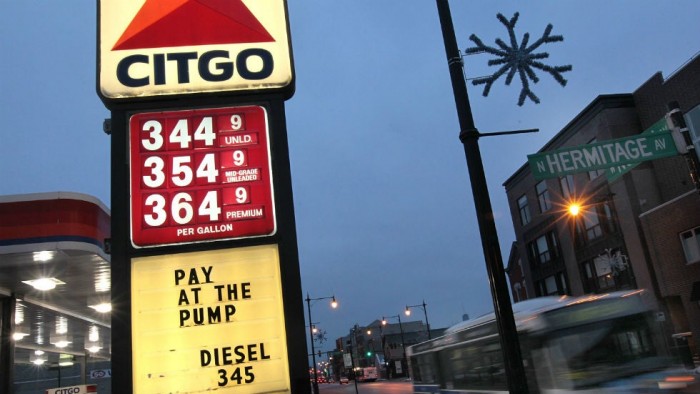 CITGO
344 9 UNLD.
354 9 MID-GRADE UNLEADED
364 9 PREMIUM
PER GALLON
PAY
AT THE
PUMP
DIESEL
345
CITGO
N HERMITAGE AV